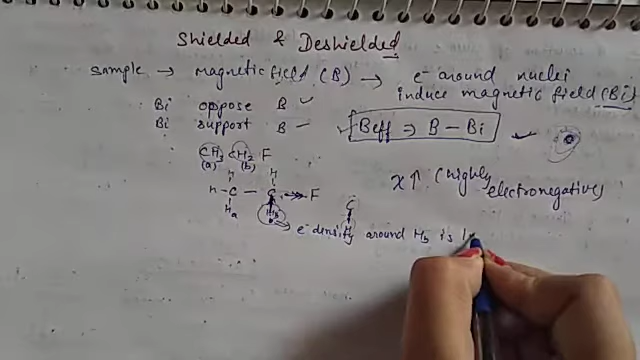 Shielded & Deshielded
sample → magnetic field (B) → e⁻ around nuclei
induce magnetic field (Bi)
Bi oppose B ✓
Bi support B –
Beff ⇒ B – Bi ✓
CH3 CH2 F
(a) (b)
χ↑ (highly
electronegatives
H H
H – C – C →→ F
Ha Hb
C
H
→ e⁻ density around Hb is